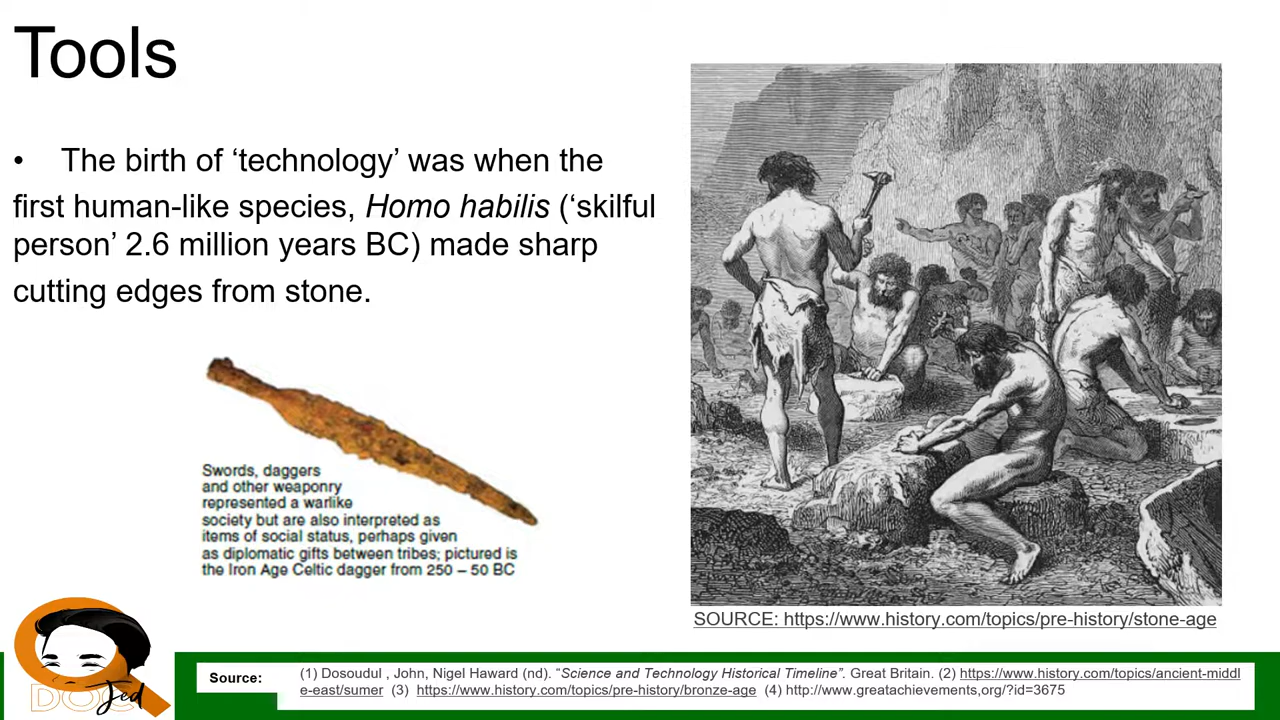 Tools
• The birth of ‘technology’ was when the
first human-like species, Homo habilis (‘skilful
person’ 2.6 million years BC) made sharp
cutting edges from stone.
Swords, daggers
and other weaponry
represented a warlike
society but are also interpreted as
items of social status, perhaps given
as diplomatic gifts between tribes; pictured is
the Iron Age Celtic dagger from 250 – 50 BC
SOURCE: https://www.history.com/topics/pre-history/stone-age
DOC
Jed
Source:
(1) Dosoudul , John, Nigel Haward (nd). “Science and Technology Historical Timeline”. Great Britain. (2) https://www.history.com/topics/ancient-middl
e-east/sumer (3) https://www.history.com/topics/pre-history/bronze-age (4) http://www.greatachievements,org/?id=3675